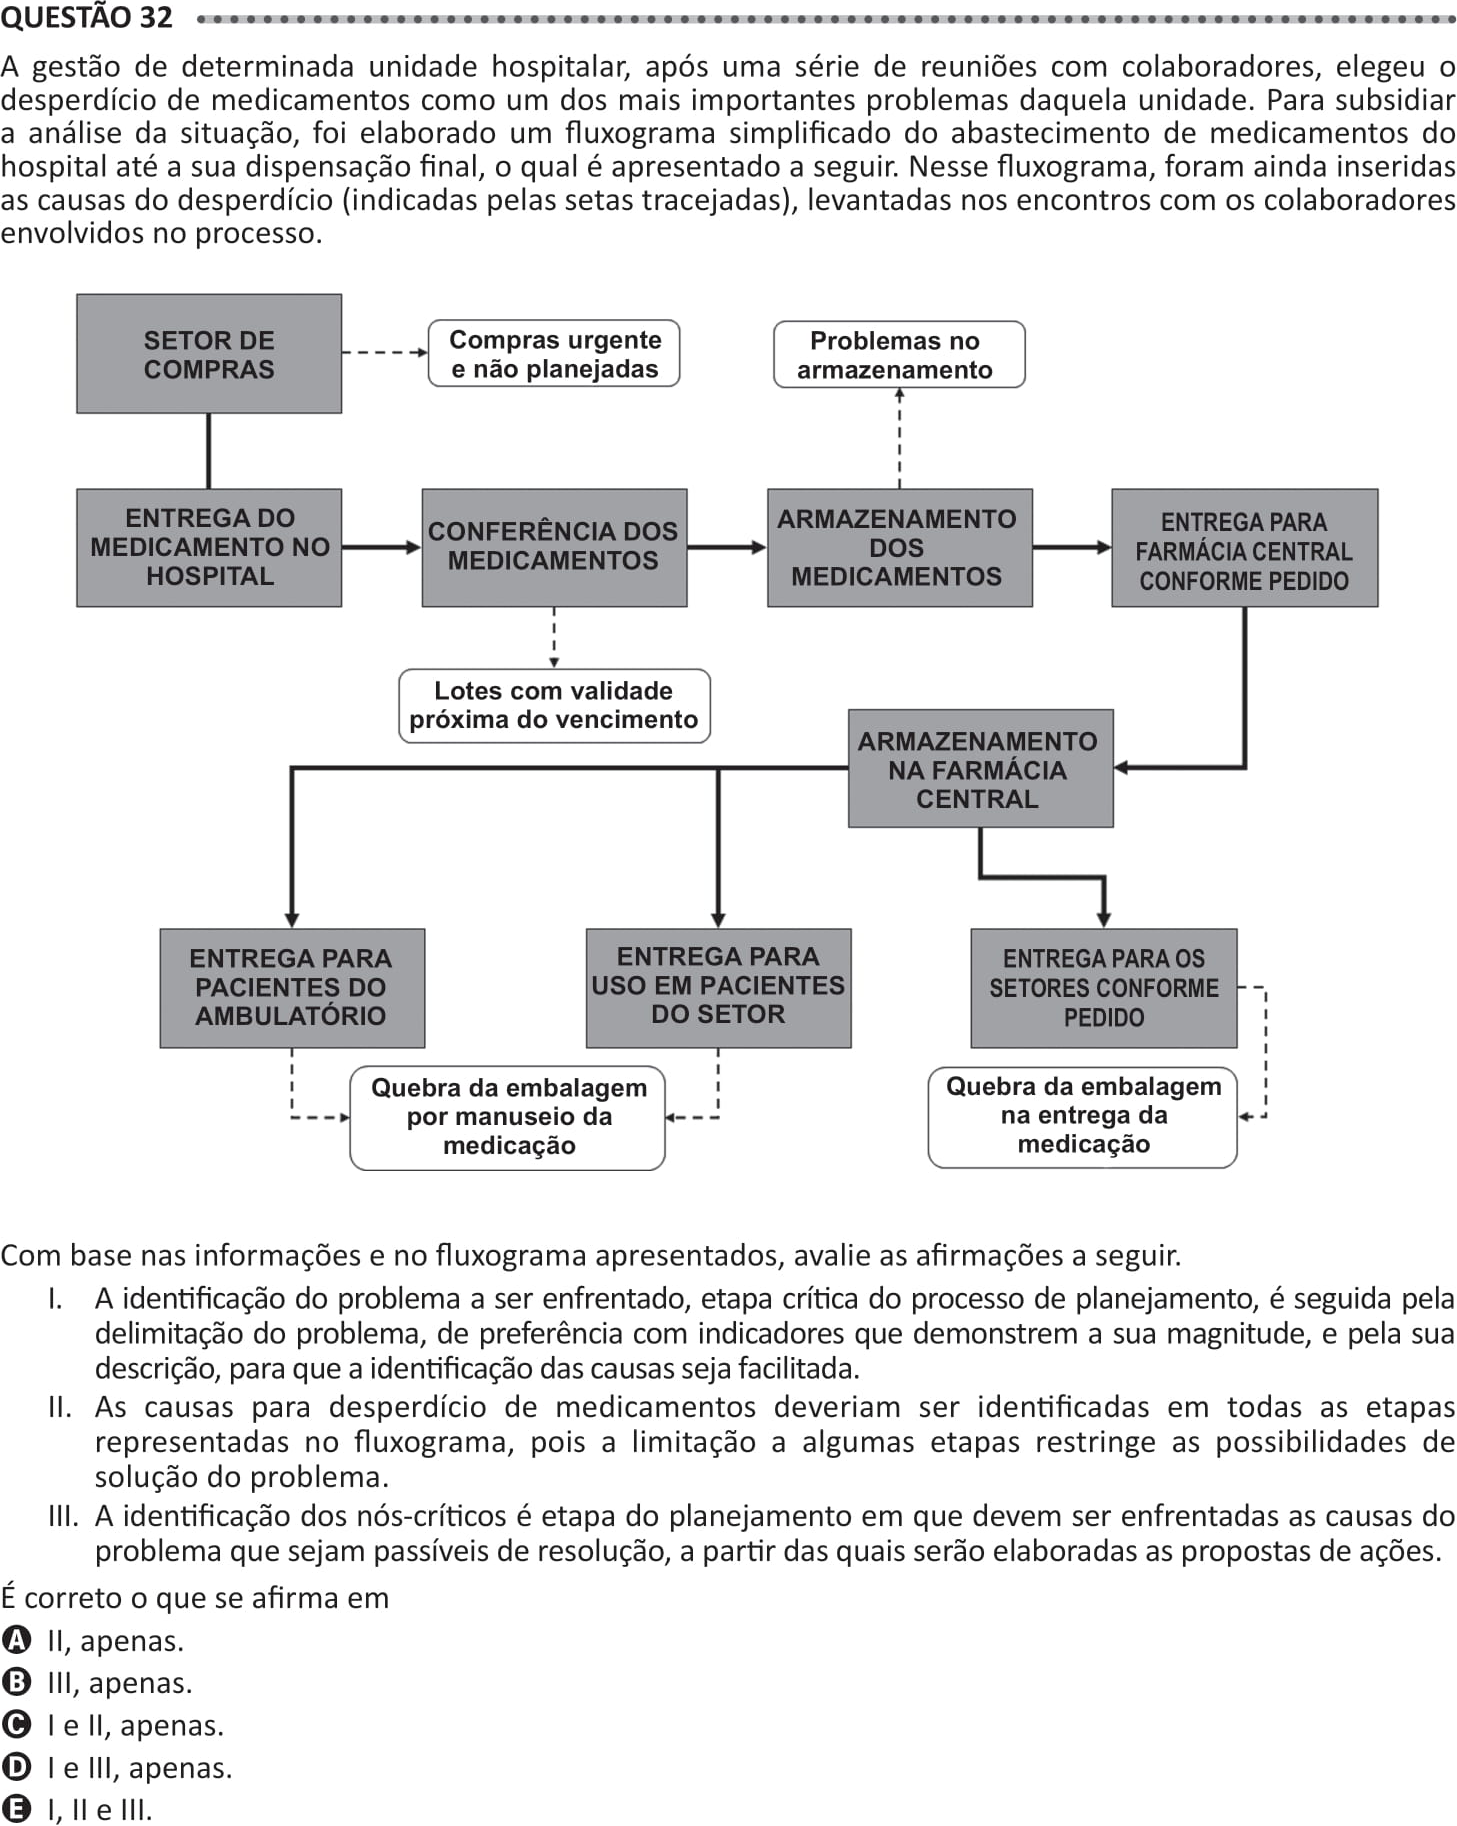 QUESTÃO 32
A gestão de determinada unidade hospitalar, após uma série de reuniões com colaboradores, elegeu o
desperdício de medicamentos como um dos mais importantes problemas daquela unidade. Para subsidiar
a análise da situação, foi elaborado um fluxograma simplificado do abastecimento de medicamentos do
hospital até a sua dispensação final, o qual é apresentado a seguir. Nesse fluxograma, foram ainda inseridas
as causas do desperdício (indicadas pelas setas tracejadas), levantadas nos encontros com os colaboradores
envolvidos no processo.
SETOR DE
COMPRAS
Compras urgente
e não planejadas
Problemas no
armazenamento
ENTREGA DO
MEDICAMENTO NO
HOSPITAL
CONFERÊNCIA DOS
MEDICAMENTOS
ARMAZENAMENTO
DOS
MEDICAMENTOS
ENTREGA PARA
FARMÁCIA CENTRAL
CONFORME PEDIDO
Lotes com validade
próxima do vencimento
ARMAZENAMENTO
NA FARMÁCIA
CENTRAL
ENTREGA PARA
PACIENTES DO
AMBULATÓRIO
ENTREGA PARA
USO EM PACIENTES
DO SETOR
ENTREGA PARA OS
SETORES CONFORME
PEDIDO
Quebra da embalagem
por manuseio da
medicação
Quebra da embalagem
na entrega da
medicação
Com base nas informações e no fluxograma apresentados, avalie as afirmações a seguir.
I. A identificação do problema a ser enfrentado, etapa crítica do processo de planejamento, é seguida pela
delimitação do problema, de preferência com indicadores que demonstrem a sua magnitude, e pela sua
descrição, para que a identificação das causas seja facilitada.
II. As causas para desperdício de medicamentos deveriam ser identificadas em todas as etapas
representadas no fluxograma, pois a limitação a algumas etapas restringe as possibilidades de
solução do problema.
III. A identificação dos nós-críticos é etapa do planejamento em que devem ser enfrentadas as causas do
problema que sejam passíveis de resolução, a partir das quais serão elaboradas as propostas de ações.
É correto o que se afirma em
A II, apenas.
B III, apenas.
C I e II, apenas.
D I e III, apenas.
E I, II e III.